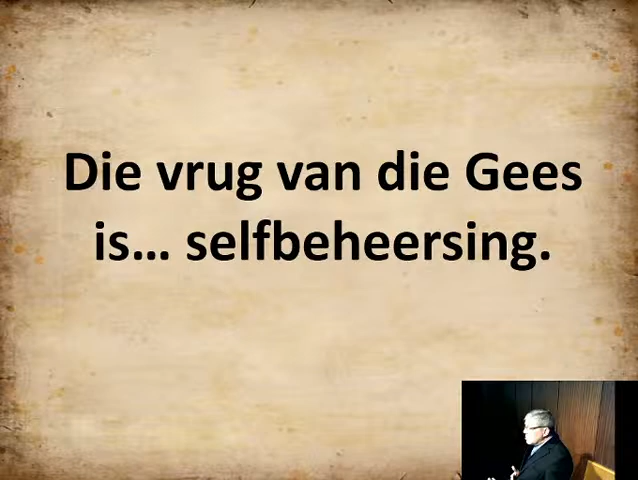 Die vrug van die Gees
is… selfbeheersing.